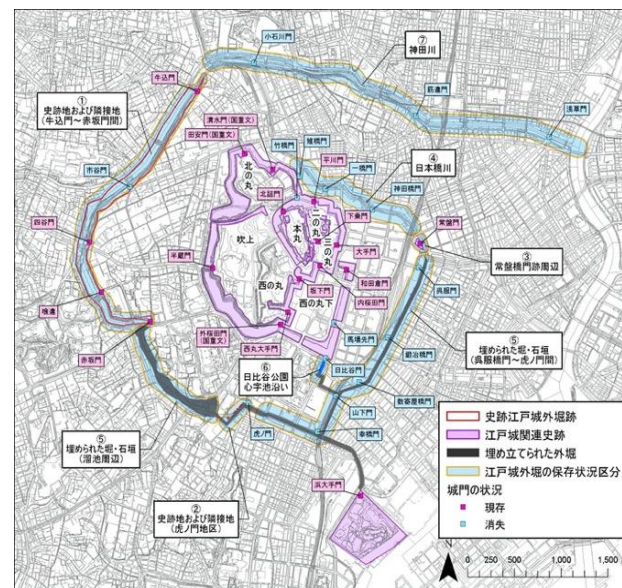 小石川門
⑦
神田川
牛込門
筋違門
浅草門
①
史跡地および隣接地
(牛込門～赤坂門間)
清水門(国重文)
田安門(国重文)
竹橋
雉橋
平川門
一橋門
④
日本橋川
神田橋門
市谷門
北の丸
北詰門
二の丸
下乗門
本丸
三の丸
大手門
常盤門
③
常盤橋門跡周辺
四谷門
吹上
半蔵門
和田倉門
坂下門
内桜田門
呉服門
西の丸
西の丸下
喰違
外桜田門
(国重文)
西丸大手門
馬場先門
⑤
埋められた堀・石垣
(呉服橋門～虎ノ門間)
鍛冶橋門
赤坂門
⑥
日比谷公園
心字池沿い
日比谷門
数寄屋橋門
山下門
虎ノ門
幸橋門
⑤
埋められた堀・石垣
(溜池周辺)
浜大手門
②
史跡地および隣接地
(虎ノ門地区)
史跡江戸城外堀跡
江戸城関連史跡
埋め立てられた外堀
江戸城外堀の保存状況区分
城門の状況
現存
消失
N
0 250 500 1,000 1,500